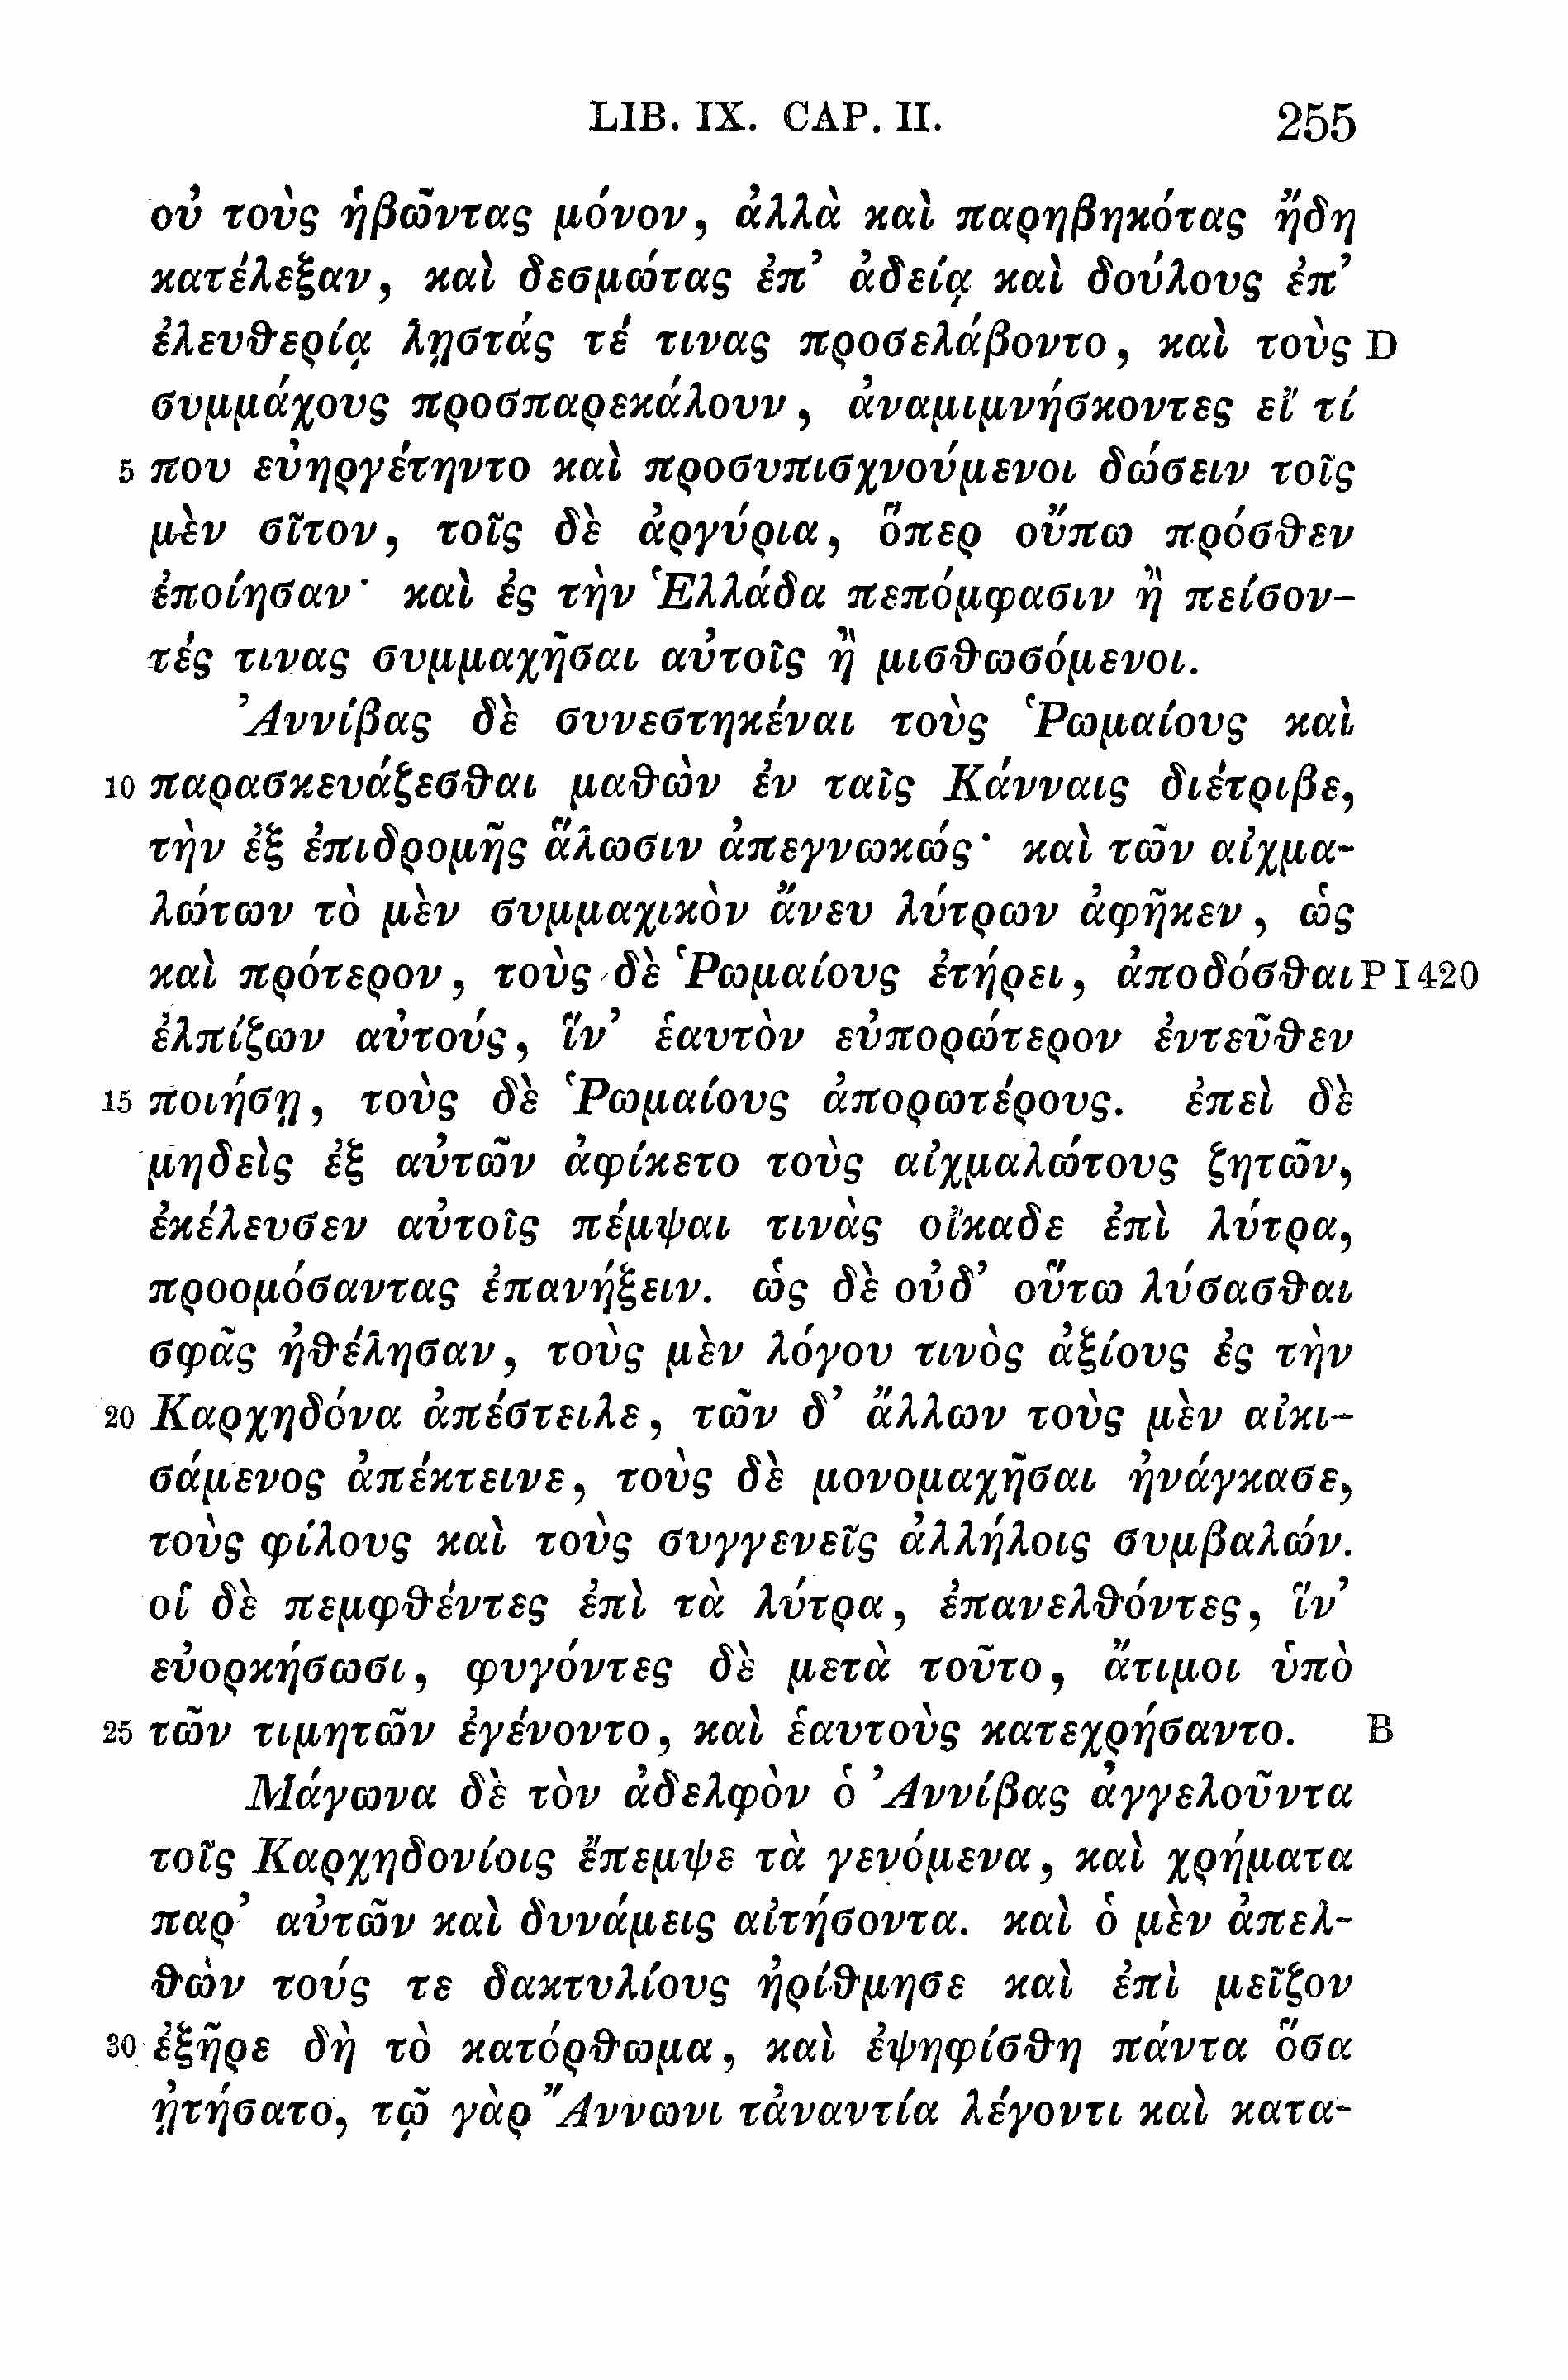 LIB. IX. CAP. II. 255
οὐ τοὺς ἡβῶντας μόνον, ἀλλὰ καὶ παρηβηκότας ἤδη
κατέλεξαν, καὶ δεσμώτας ἐπ’ ἀδείᾳ καὶ δούλους ἐπ’
ἐλευθερίᾳ λῃστάς τέ τινας προσελάβοντο, καὶ τοὺς D
συμμάχους προσπαρεκάλουν, ἀναμιμνήσκοντες εἴ τί
5 που εὐηργέτηντο καὶ προσυπισχνούμενοι δώσειν τοῖς
μὲν σῖτον, τοῖς δὲ ἀργύρια, ὅπερ οὔπω πρόσθεν
ἐποίησαν· καὶ ἐς τὴν Ἑλλάδα πεπόμφασιν ἢ πείσον-
τές τινας συμμαχῆσαι αὐτοῖς ἢ μισθωσόμενοι.
Ἀννίβας δὲ συνεστηκέναι τοὺς Ῥωμαίους καὶ
10 παρασκευάζεσθαι μαθὼν ἐν ταῖς Κάνναις διέτριβε,
τὴν ἐξ ἐπιδρομῆς ἅλωσιν ἀπεγνωκώς· καὶ τῶν αἰχμα-
λώτων τὸ μὲν συμμαχικὸν ἄνευ λύτρων ἀφῆκεν, ὡς
καὶ πρότερον, τοὺς δὲ Ῥωμαίους ἐτήρει, ἀποδόσθαι P I 420
ἐλπίζων αὐτούς, ἵν’ ἑαυτὸν εὐπορώτερον ἐντεῦθεν
15 ποιήσῃ, τοὺς δὲ Ῥωμαίους ἀπορωτέρους. ἐπεὶ δὲ
μηδεὶς ἐξ αὐτῶν ἀφίκετο τοὺς αἰχμαλώτους ζητῶν,
ἐκέλευσεν αὐτοῖς πέμψαι τινὰς οἴκαδε ἐπὶ λύτρα,
προομόσαντας ἐπανήξειν. ὡς δὲ οὐδ’ οὕτω λύσασθαι
σφᾶς ἠθέλησαν, τοὺς μὲν λόγου τινὸς ἀξίους ἐς τὴν
20 Καρχηδόνα ἀπέστειλε, τῶν δ’ ἄλλων τοὺς μὲν αἰκι-
σάμενος ἀπέκτεινε, τοὺς δὲ μονομαχῆσαι ἠνάγκασε,
τοὺς φίλους καὶ τοὺς συγγενεῖς ἀλλήλοις συμβαλών.
οἱ δὲ πεμφθέντες ἐπὶ τὰ λύτρα, ἐπανελθόντες, ἵν’
εὐορκήσωσι, φυγόντες δὲ μετὰ τοῦτο, ἄτιμοι ὑπὸ
25 τῶν τιμητῶν ἐγένοντο, καὶ ἑαυτοὺς κατεχρήσαντο. B
Μάγωνα δὲ τὸν ἀδελφὸν ὁ Ἀννίβας ἀγγελοῦντα
τοῖς Καρχηδονίοις ἔπεμψε τὰ γενόμενα, καὶ χρήματα
παρ’ αὐτῶν καὶ δυνάμεις αἰτήσοντα. καὶ ὁ μὲν ἀπελ-
θὼν τούς τε δακτυλίους ἠρίθμησε καὶ ἐπὶ μεῖζον
30 ἐξῆρε δὴ τὸ κατόρθωμα, καὶ ἐψηφίσθη πάντα ὅσα
ᾐτήσατο, τῷ γὰρ Ἄννωνι τἀναντία λέγοντι καὶ κατα-